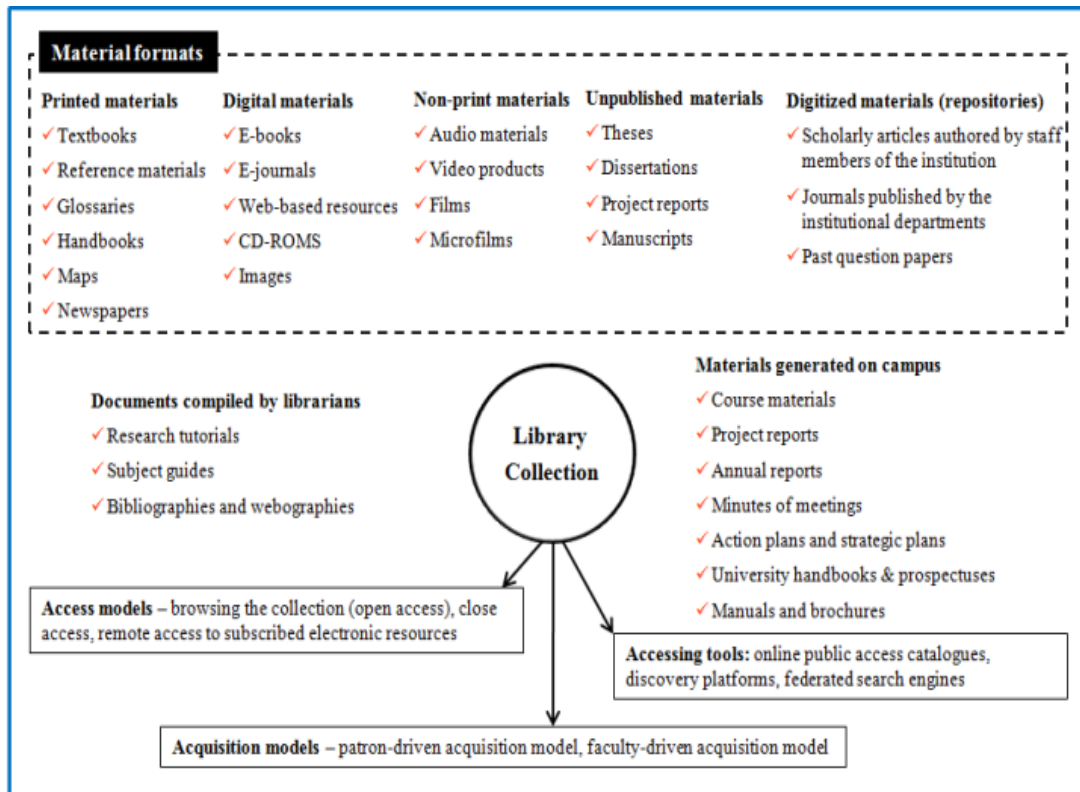 Material formats
Printed materials
✓ Textbooks
✓ Reference materials
✓ Glossaries
✓ Handbooks
✓ Maps
✓ Newspapers
Digital materials
✓ E-books
✓ E-journals
✓ Web-based resources
✓ CD-ROMS
✓ Images
Non-print materials
✓ Audio materials
✓ Video products
✓ Films
✓ Microfilms
Unpublished materials
✓ Theses
✓ Dissertations
✓ Project reports
✓ Manuscripts
Digitized materials (repositories)
✓ Scholarly articles authored by staff
members of the institution
✓ Journals published by the
institutional departments
✓ Past question papers
Documents compiled by librarians
✓ Research tutorials
✓ Subject guides
✓ Bibliographies and webographies
Library
Collection
Materials generated on campus
✓ Course materials
✓ Project reports
✓ Annual reports
✓ Minutes of meetings
✓ Action plans and strategic plans
✓ University handbooks & prospectuses
✓ Manuals and brochures
Access models – browsing the collection (open access), close
access, remote access to subscribed electronic resources
Accessing tools: online public access catalogues,
discovery platforms, federated search engines
Acquisition models – patron-driven acquisition model, faculty-driven acquisition model